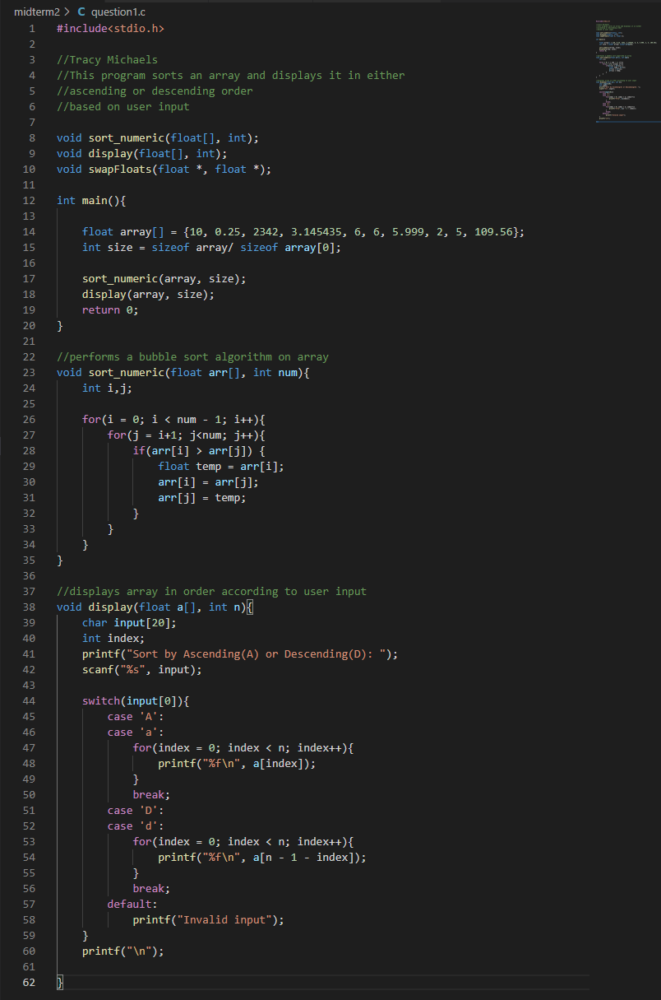 midterm2 > C question1.c
1 #include<stdio.h>
2
3 //Tracy Michaels
4 //This program sorts an array and displays it in either
5 //ascending or descending order
6 //based on user input
7
8 void sort_numeric(float[], int);
9 void display(float[], int);
10 void swapFloats(float *, float *);
11
12 int main(){
13
14     float array[] = {10, 0.25, 2342, 3.145435, 6, 6, 5.999, 2, 5, 109.56};
15     int size = sizeof array/ sizeof array[0];
16
17     sort_numeric(array, size);
18     display(array, size);
19     return 0;
20 }
21
22 //performs a bubble sort algorithm on array
23 void sort_numeric(float arr[], int num){
24     int i,j;
25
26     for(i = 0; i < num - 1; i++){
27         for(j = i+1; j<num; j++){
28             if(arr[i] > arr[j]) {
29                 float temp = arr[i];
30                 arr[i] = arr[j];
31                 arr[j] = temp;
32             }
33         }
34     }
35 }
36
37 //displays array in order according to user input
38 void display(float a[], int n){
39     char input[20];
40     int index;
41     printf("Sort by Ascending(A) or Descending(D): ");
42     scanf("%s", input);
43
44     switch(input[0]){
45         case 'A':
46         case 'a':
47             for(index = 0; index < n; index++){
48                 printf("%f\n", a[index]);
49             }
50             break;
51         case 'D':
52         case 'd':
53             for(index = 0; index < n; index++){
54                 printf("%f\n", a[n - 1 - index]);
55             }
56             break;
57         default:
58             printf("Invalid input");
59     }
60     printf("\n");
61
62 }